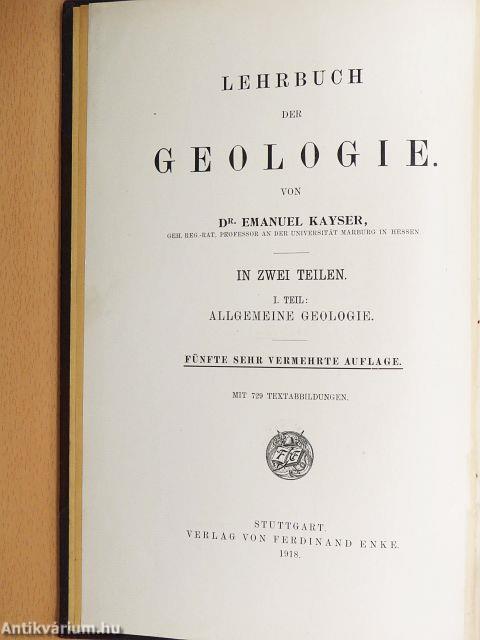 LEHRBUCH
DER
GEOLOGIE.
VON
DR. EMANUEL KAYSER,
GEH. REG.-RAT, PROFESSOR AN DER UNIVERSITÄT MARBURG IN HESSEN
IN ZWEI TEILEN.
I. TEIL:
ALLGEMEINE GEOLOGIE.
FÜNFTE SEHR VERMEHRTE AUFLAGE.
MIT 729 TEXTABBILDUNGEN.
F E
STUTTGART.
VERLAG VON FERDINAND ENKE.
1918.
Antikvárium.hu